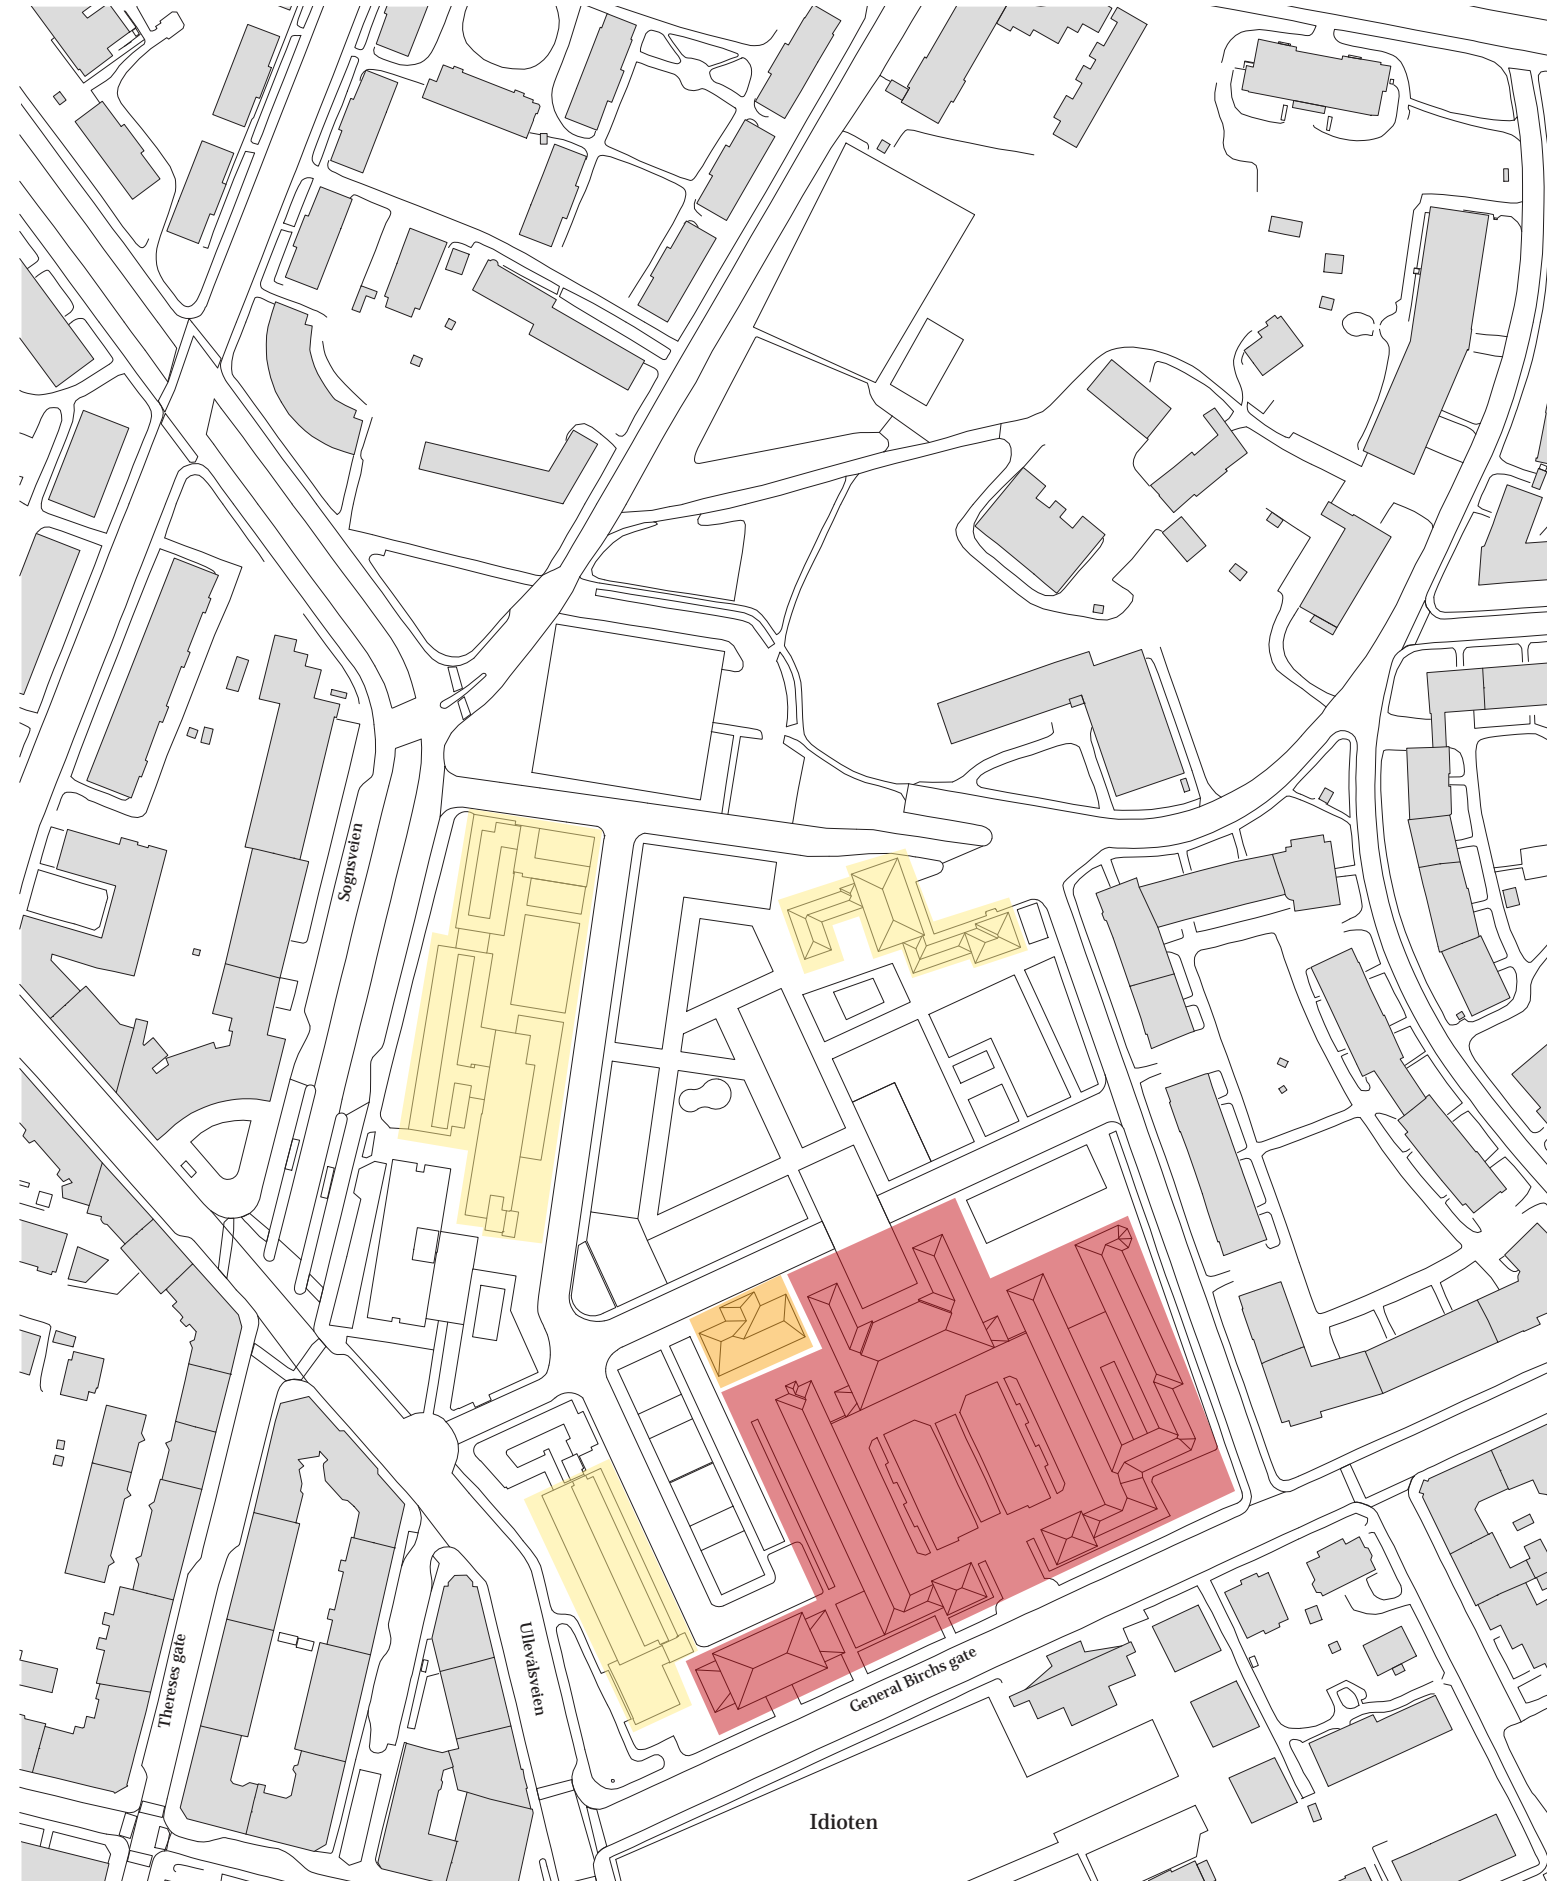 Sognsveien
Thereses gate
Ullevålsveien
General Birchs gate
Idioten